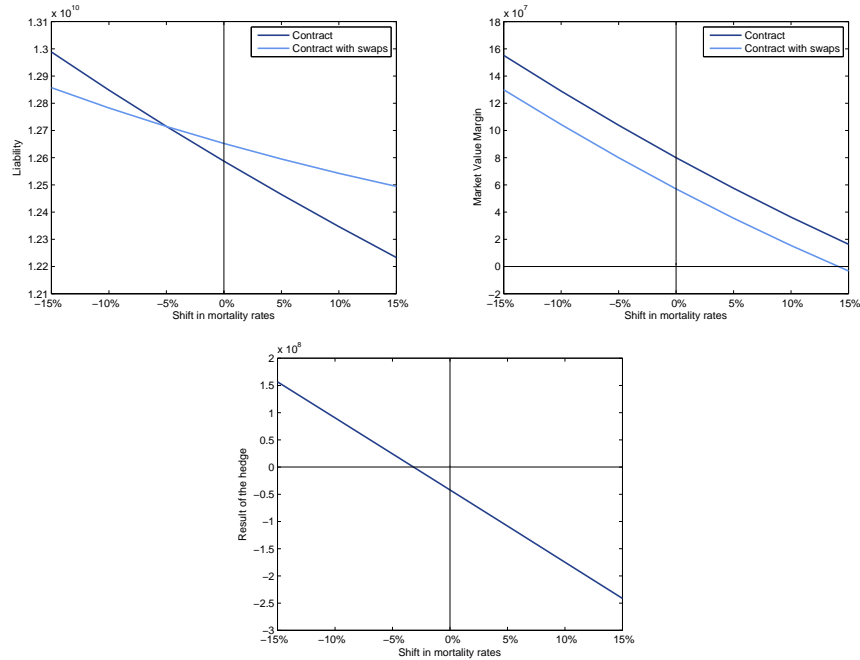 x 10^10
1.31
1.3
1.29
1.28
1.27
1.26
1.25
1.24
1.23
1.22
1.21
Liability
−15% −10% −5% 0% 5% 10% 15%
Shift in mortality rates
Contract
Contract with swaps
x 10^7
18
16
14
12
10
8
6
4
2
0
−2
Market Value Margin
−15% −10% −5% 0% 5% 10% 15%
Shift in mortality rates
Contract
Contract with swaps
x 10^8
2
1.5
1
0.5
0
−0.5
−1
−1.5
−2
−2.5
−3
Result of the hedge
−15% −10% −5% 0% 5% 10% 15%
Shift in mortality rates